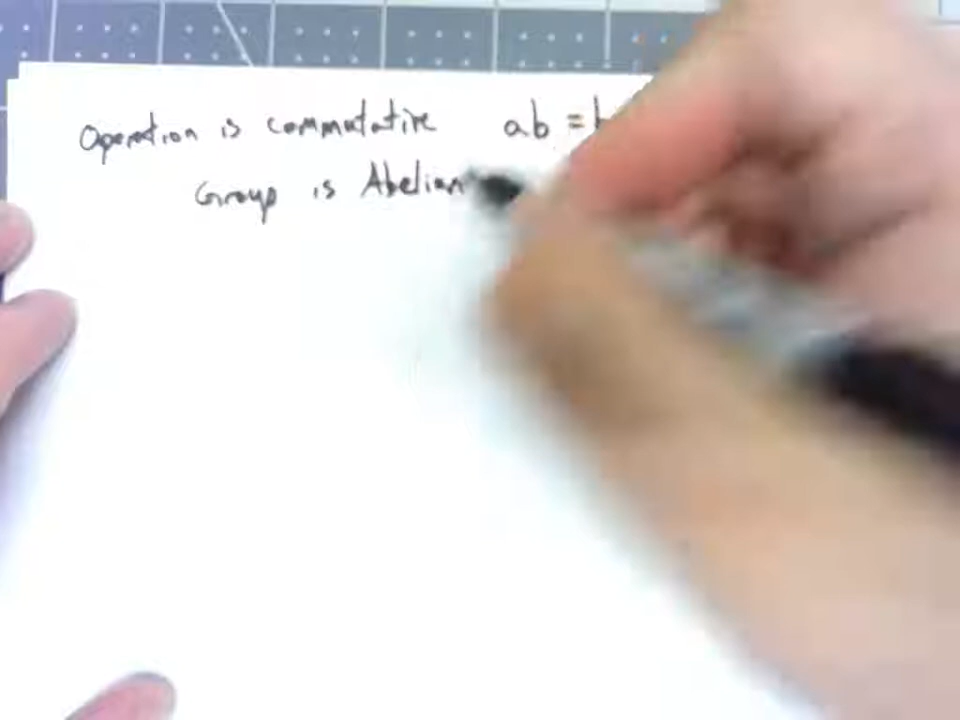 Operation is commutative ab =
Group is Abelian